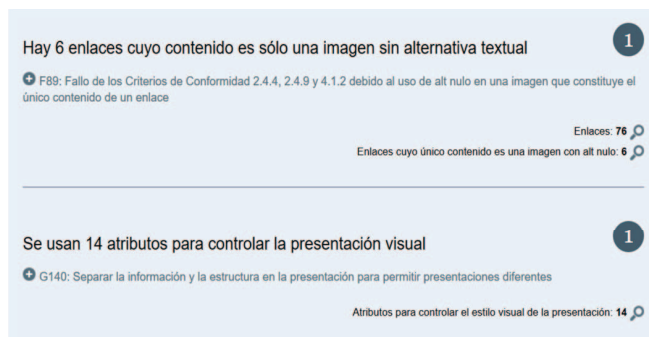 Hay 6 enlaces cuyo contenido es sólo una imagen sin alternativa textual
1
F89: Fallo de los Criterios de Conformidad 2.4.4, 2.4.9 y 4.1.2 debido al uso de alt nulo en una imagen que constituye el
único contenido de un enlace
Enlaces: 76
Enlaces cuyo único contenido es una imagen con alt nulo: 6
Se usan 14 atributos para controlar la presentación visual
1
G140: Separar la información y la estructura en la presentación para permitir presentaciones diferentes
Atributos para controlar el estilo visual de la presentación: 14